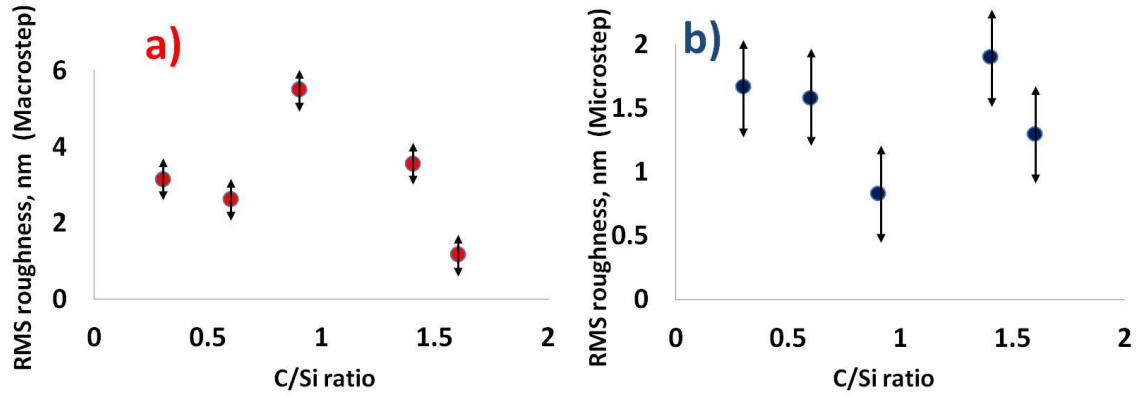 a)
RMS roughness, nm (Macrostep)
6
4
2
0
0 0.5 1 1.5 2
C/Si ratio
b)
RMS roughness, nm (Microstep)
2
1.5
1
0.5
0
0 0.5 1 1.5 2
C/Si ratio